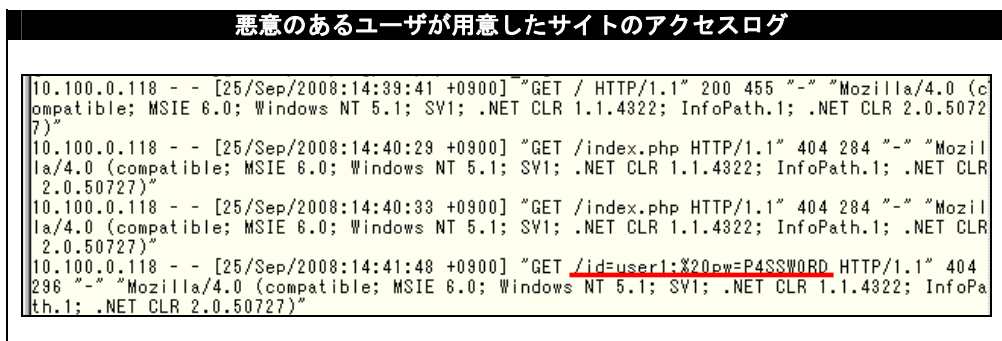 悪意のあるユーザが用意したサイトのアクセスログ
10.100.0.118 - - [25/Sep/2008:14:39:41 +0900] "GET / HTTP/1.1" 200 455 "-" "Mozilla/4.0 (c
ompatible; MSIE 6.0; Windows NT 5.1; SV1; .NET CLR 1.1.4322; InfoPath.1; .NET CLR 2.0.5072
7)"
10.100.0.118 - - [25/Sep/2008:14:40:29 +0900] "GET /index.php HTTP/1.1" 404 284 "-" "Mozil
la/4.0 (compatible; MSIE 6.0; Windows NT 5.1; SV1; .NET CLR 1.1.4322; InfoPath.1; .NET CLR
2.0.50727)"
10.100.0.118 - - [25/Sep/2008:14:40:33 +0900] "GET /index.php HTTP/1.1" 404 284 "-" "Mozil
la/4.0 (compatible; MSIE 6.0; Windows NT 5.1; SV1; .NET CLR 1.1.4322; InfoPath.1; .NET CLR
2.0.50727)"
10.100.0.118 - - [25/Sep/2008:14:41:48 +0900] "GET /id=user1;%20pw=P4SSW0RD HTTP/1.1" 404
296 "-" "Mozilla/4.0 (compatible; MSIE 6.0; Windows NT 5.1; SV1; .NET CLR 1.1.4322; InfoPa
th.1; .NET CLR 2.0.50727)"